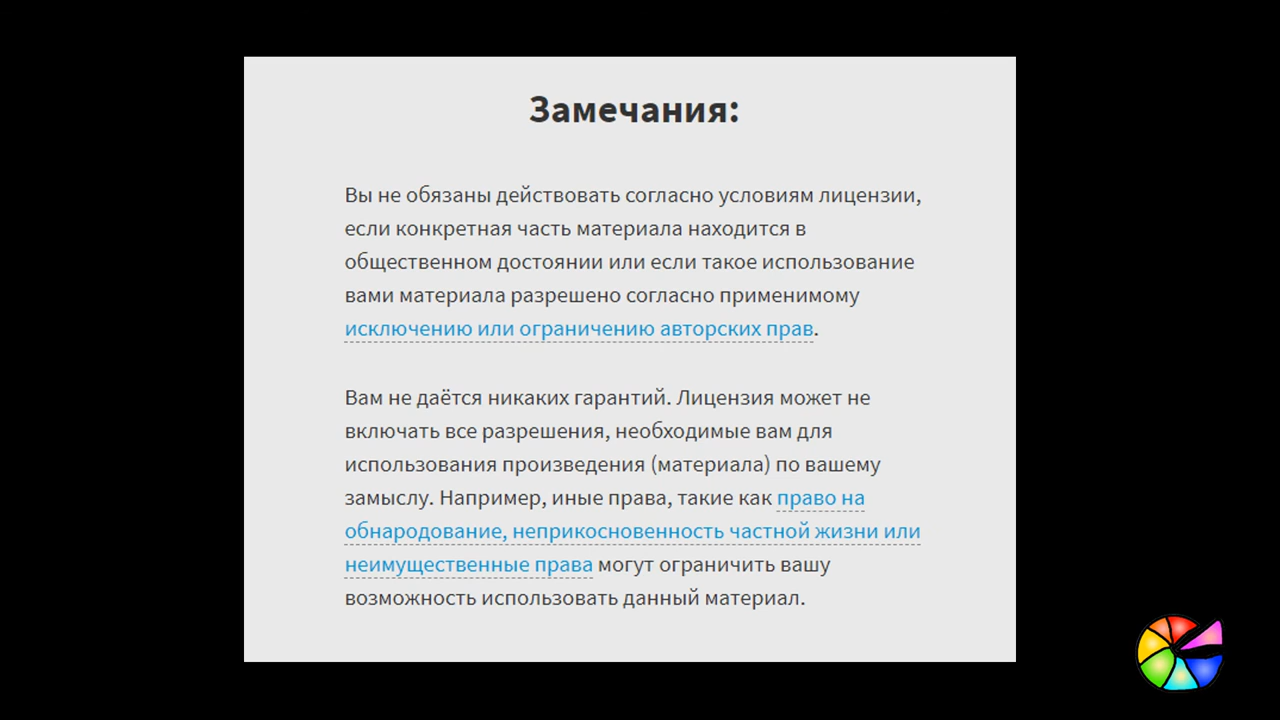 Замечания:
Вы не обязаны действовать согласно условиям лицензии,
если конкретная часть материала находится в
общественном достоянии или если такое использование
вами материала разрешено согласно применимому
исключению или ограничению авторских прав.
Вам не даётся никаких гарантий. Лицензия может не
включать все разрешения, необходимые вам для
использования произведения (материала) по вашему
замыслу. Например, иные права, такие как право на
обнародование, неприкосновенность частной жизни или
неимущественные права могут ограничить вашу
возможность использовать данный материал.